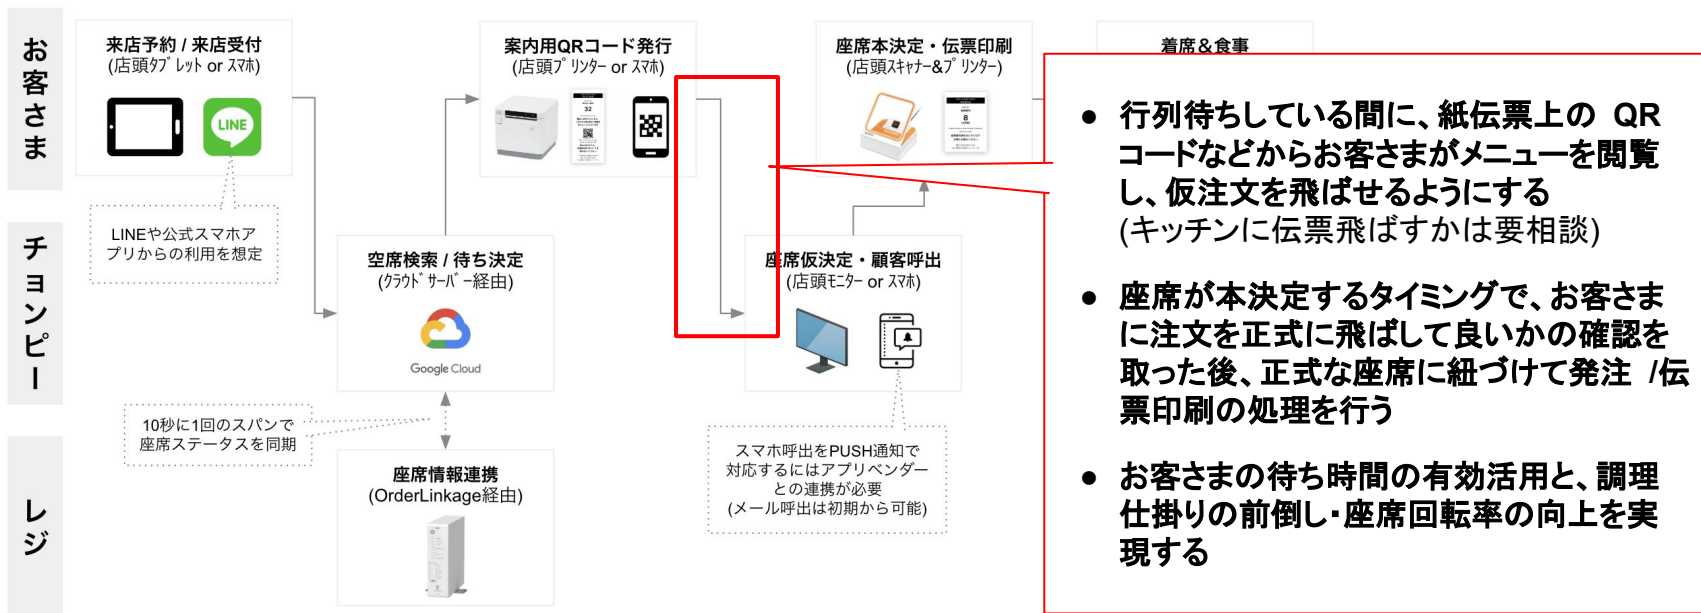 お客さま
来店予約 / 来店受付
(店頭タブレット or スマホ)
LINE
案内用QRコード発行
(店頭プリンター or スマホ)
32
座席本決定・伝票印刷
(店頭スキャナー&プリンター)
8
着席&食事
チョンピー
LINEや公式スマホア
プリからの利用を想定
空席検索 / 待ち決定
(クラウドサーバー経由)
Google Cloud
座席仮決定・顧客呼出
(店頭モニター or スマホ)
レジ
10秒に1回のスパンで
座席ステータスを同期
座席情報連携
(OrderLinkage経由)
スマホ呼出をPUSH通知で
対応するにはアプリベンダー
との連携が必要
(メール呼出は初期から可能)
● 行列待ちしている間に、紙伝票上の QR
コードなどからお客さまがメニューを閲覧
し、仮注文を飛ばせるようにする
(キッチンに伝票飛ばすかは要相談)
● 座席が本決定するタイミングで、お客さま
に注文を正式に飛ばして良いかの確認を
取った後、正式な座席に紐づけて発注 /伝
票印刷の処理を行う
● お客さまの待ち時間の有効活用と、調理
仕掛りの前倒し・座席回転率の向上を実
現する